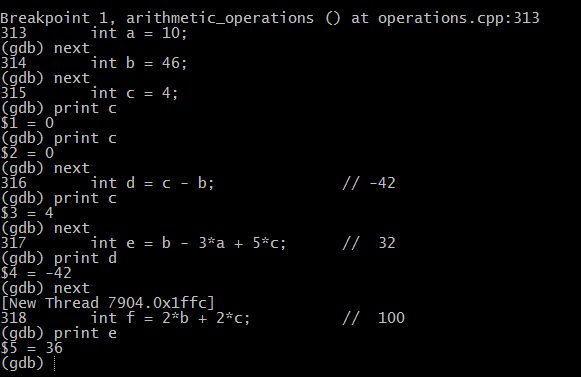 Breakpoint 1, arithmetic_operations () at operations.cpp:313
313       int a = 10;
(gdb) next
314       int b = 46;
(gdb) next
315       int c = 4;
(gdb) print c
$1 = 0
(gdb) print c
$2 = 0
(gdb) next
316       int d = c - b;              // -42
(gdb) print c
$3 = 4
(gdb) next
317       int e = b - 3*a + 5*c;      //  32
(gdb) print d
$4 = -42
(gdb) next
[New Thread 7904.0x1ffc]
318       int f = 2*b + 2*c;          //  100
(gdb) print e
$5 = 36
(gdb)